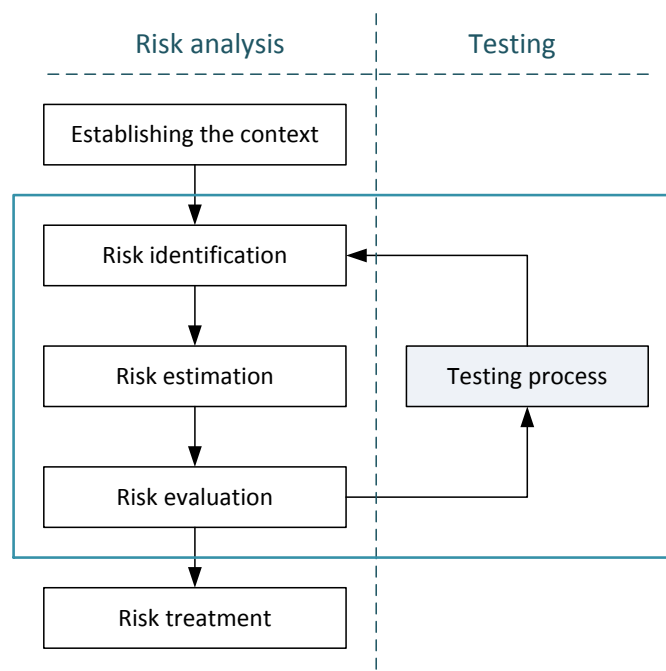 Risk analysis
Testing
Establishing the context
Risk identification
Risk estimation
Testing process
Risk evaluation
Risk treatment